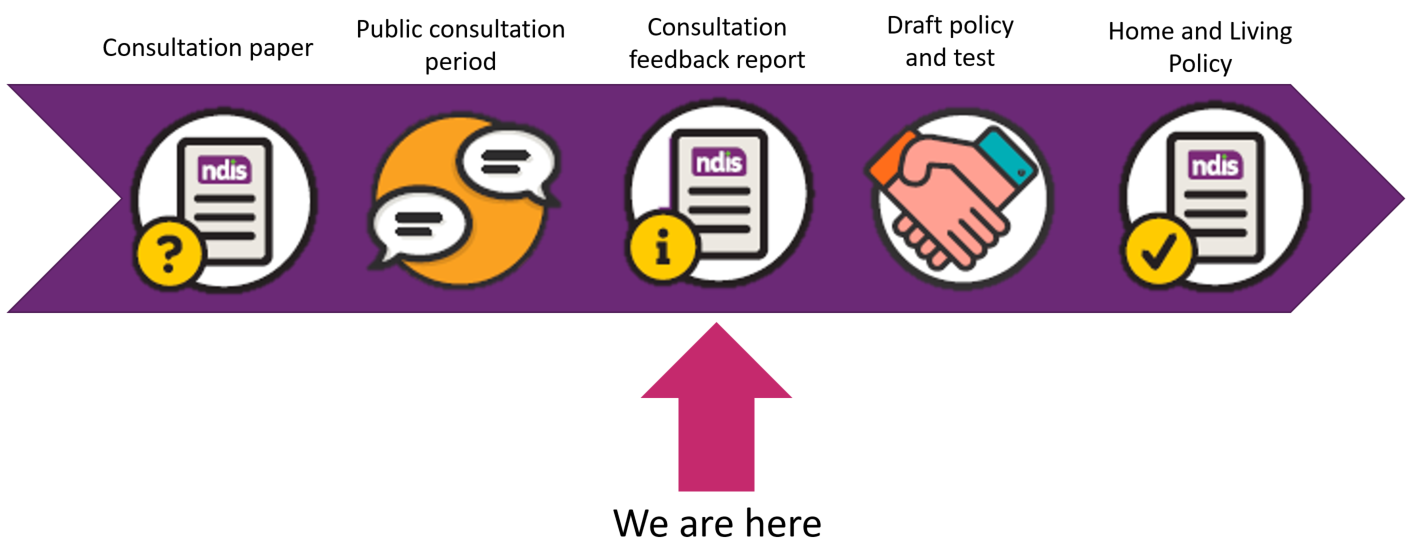 Consultation paper
Public consultation
period
Consultation
feedback report
Draft policy
and test
Home and Living
Policy
ndis
?
ndis
i
ndis
We are here